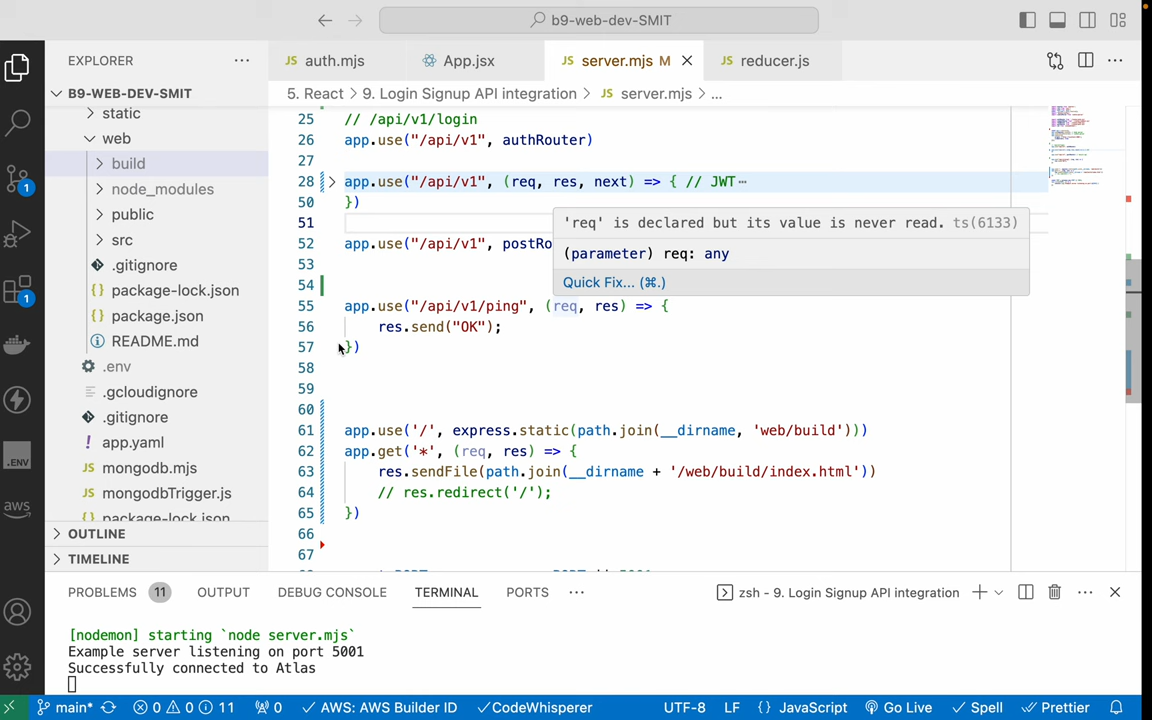 b9-web-dev-SMIT
EXPLORER
auth.mjs
App.jsx
server.mjs M
reducer.js
B9-WEB-DEV-SMIT
5. React > 9. Login Signup API integration > JS server.mjs > ...
static
web
build
node_modules
public
src
.gitignore
package-lock.json
package.json
README.md
.env
.gcloudignore
.gitignore
app.yaml
mongodb.mjs
mongodbTrigger.js
package-lock.json
OUTLINE
TIMELINE
25 // /api/v1/login
26 app.use("/api/v1", authRouter)
27
28 app.use("/api/v1", (req, res, next) => { // JWT…
50 })
51
52 app.use("/api/v1", postRo
53
54
55 app.use("/api/v1/ping", (req, res) => {
56 res.send("OK");
57 })
58
59
60
61 app.use('/', express.static(path.join(__dirname, 'web/build')))
62 app.get('*', (req, res) => {
63 res.sendFile(path.join(__dirname + '/web/build/index.html'))
64 // res.redirect('/');
65 })
66
67
'req' is declared but its value is never read. ts(6133)
(parameter) req: any
Quick Fix... (⌘.)
PROBLEMS 11 OUTPUT DEBUG CONSOLE TERMINAL PORTS
zsh - 9. Login Signup API integration
[nodemon] starting `node server.mjs`
Example server listening on port 5001
Successfully connected to Atlas
main* 0 0 11 0 AWS: AWS Builder ID CodeWhisperer UTF-8 LF {} JavaScript Go Live Spell Prettier